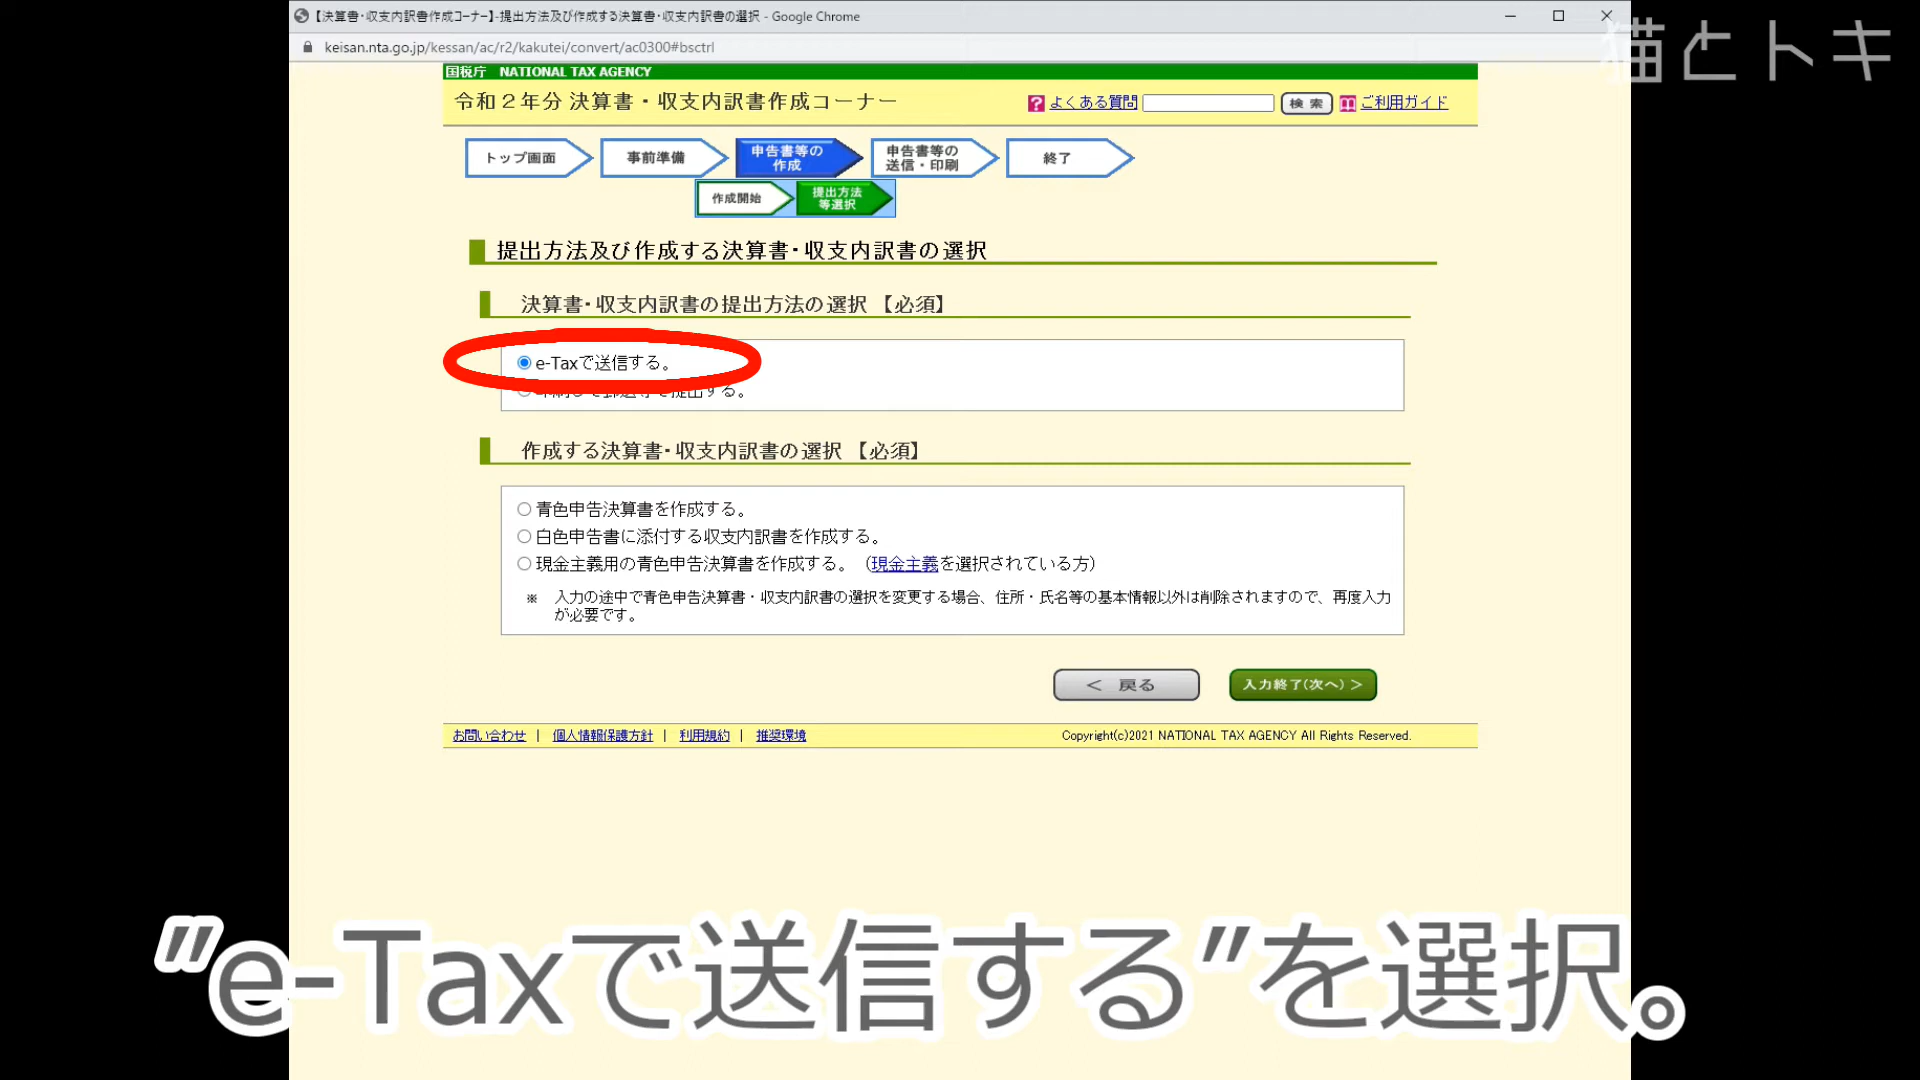 【決算書・収支内訳書作成コーナー】-提出方法及び作成する決算書・収支内訳書の選択 - Google Chrome
keisan.nta.go.jp/kessan/ac/r2/kakutei/convert/ac0300#bsctrl
猫とトキ
国税庁 NATIONAL TAX AGENCY
令和2年分 決算書・収支内訳書作成コーナー
よくある質問 検索 ご利用ガイド
トップ画面 事前準備 申告書等の作成 申告書等の送信・印刷 終了
作成開始 提出方法等選択
提出方法及び作成する決算書・収支内訳書の選択
決算書・収支内訳書の提出方法の選択 【必須】
e-Taxで送信する。
印刷して郵送等で提出する。
作成する決算書・収支内訳書の選択 【必須】
青色申告決算書を作成する。
白色申告書に添付する収支内訳書を作成する。
現金主義用の青色申告決算書を作成する。 (現金主義を選択されている方)
※ 入力の途中で青色申告決算書・収支内訳書の選択を変更する場合、住所・氏名等の基本情報以外は削除されますので、再度入力
が必要です。
< 戻る 入力終了(次へ) >
お問い合わせ | 個人情報保護方針 | 利用規約 | 推奨環境
Copyright(c)2021 NATIONAL TAX AGENCY All Rights Reserved.
"e-Taxで送信する"を選択。